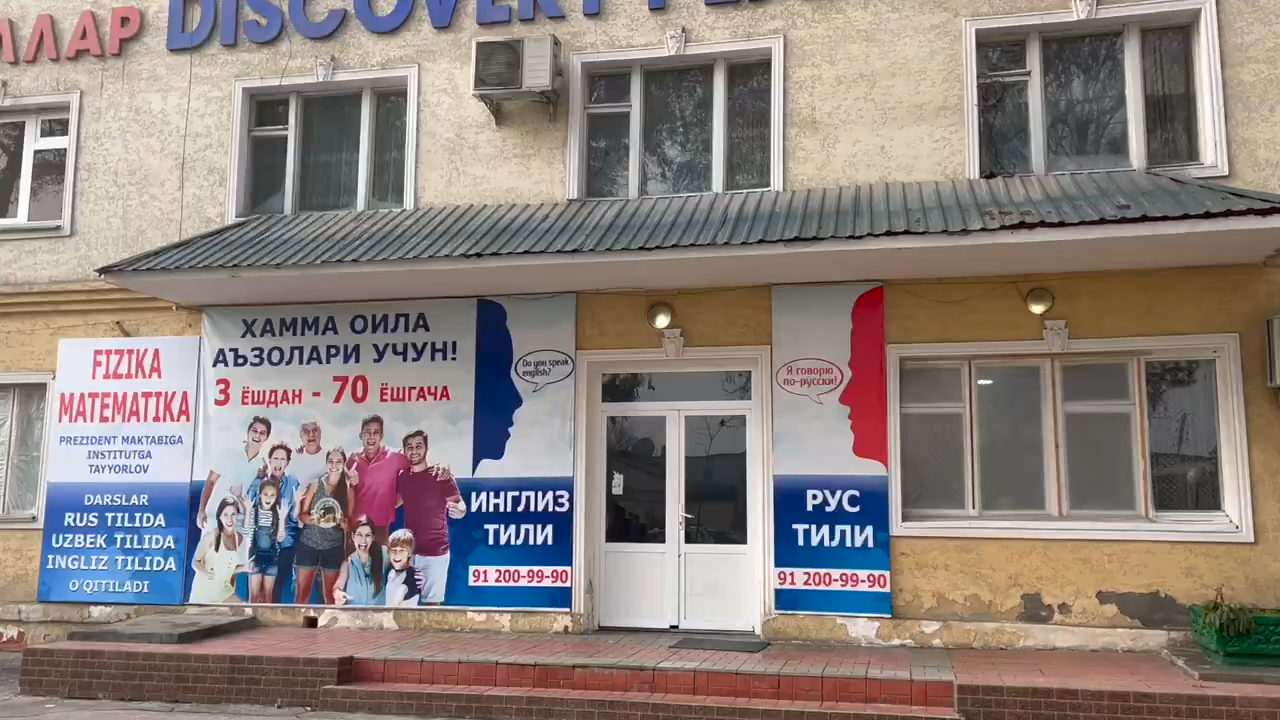 DISCOVERY
FIZIKA
MATEMATIKA
PREZIDENT MAKTABIGA
INSTITUTGA
TAYYORLOV
DARSLAR
RUS TILIDA
UZBEK TILIDA
INGLIZ TILIDA
O'QITILADI
ХАММА ОИЛА
АЪЗОЛАРИ УЧУН!
3 ЁШДАН - 70 ЁШГАЧА
Do you speak
english?
ИНГЛИЗ
ТИЛИ
91 200-99-90
Я говорю
по-русски!
РУС
ТИЛИ
91 200-99-90